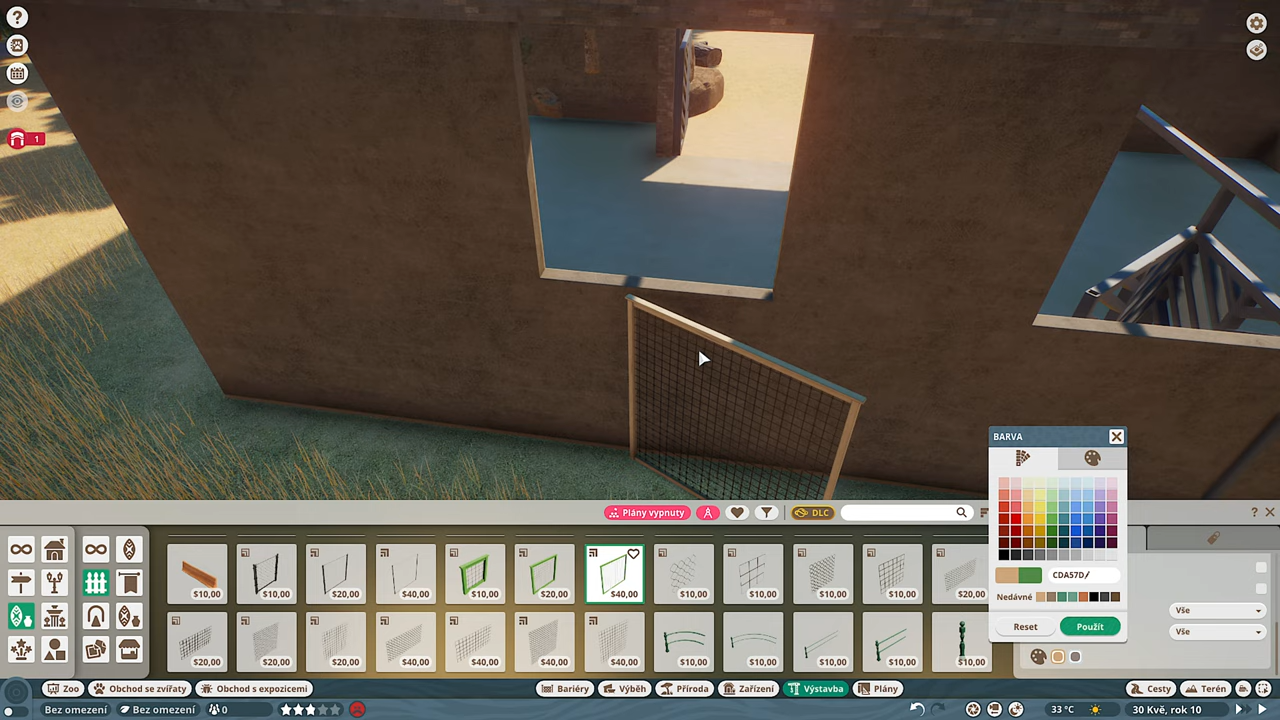 ?
1
Plány vypnuty
DLC
? ×
BARVA
$10,00 $10,00 $20,00 $40,00 $10,00 $20,00 $40,00 $10,00 $10,00 $10,00 $10,00 $20,00
CDA57D/
Nedávné
Vše
Vše
Reset Použít
$20,00 $20,00 $20,00 $40,00 $40,00 $40,00 $40,00 $10,00 $10,00 $10,00 $10,00 $10,00
Zoo Obchod se zvířaty Obchod s expozicemi Bariéry Výběh Příroda Zařízení Výstavba Plány Cesty Terén
Bez omezení Bez omezení 0 33 °C 30 Kvě, rok 10